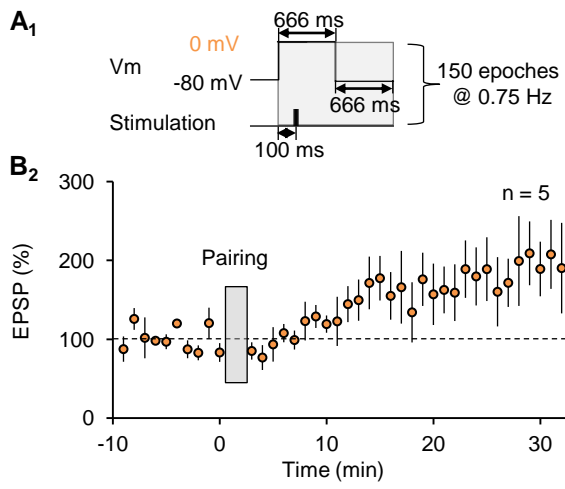 A1
666 ms
0 mV
Vm
-80 mV
666 ms
150 epoches
@ 0.75 Hz
Stimulation
100 ms
B2
300
n = 5
Pairing
200
EPSP (%)
100
0
-10 0 10 20 30
Time (min)